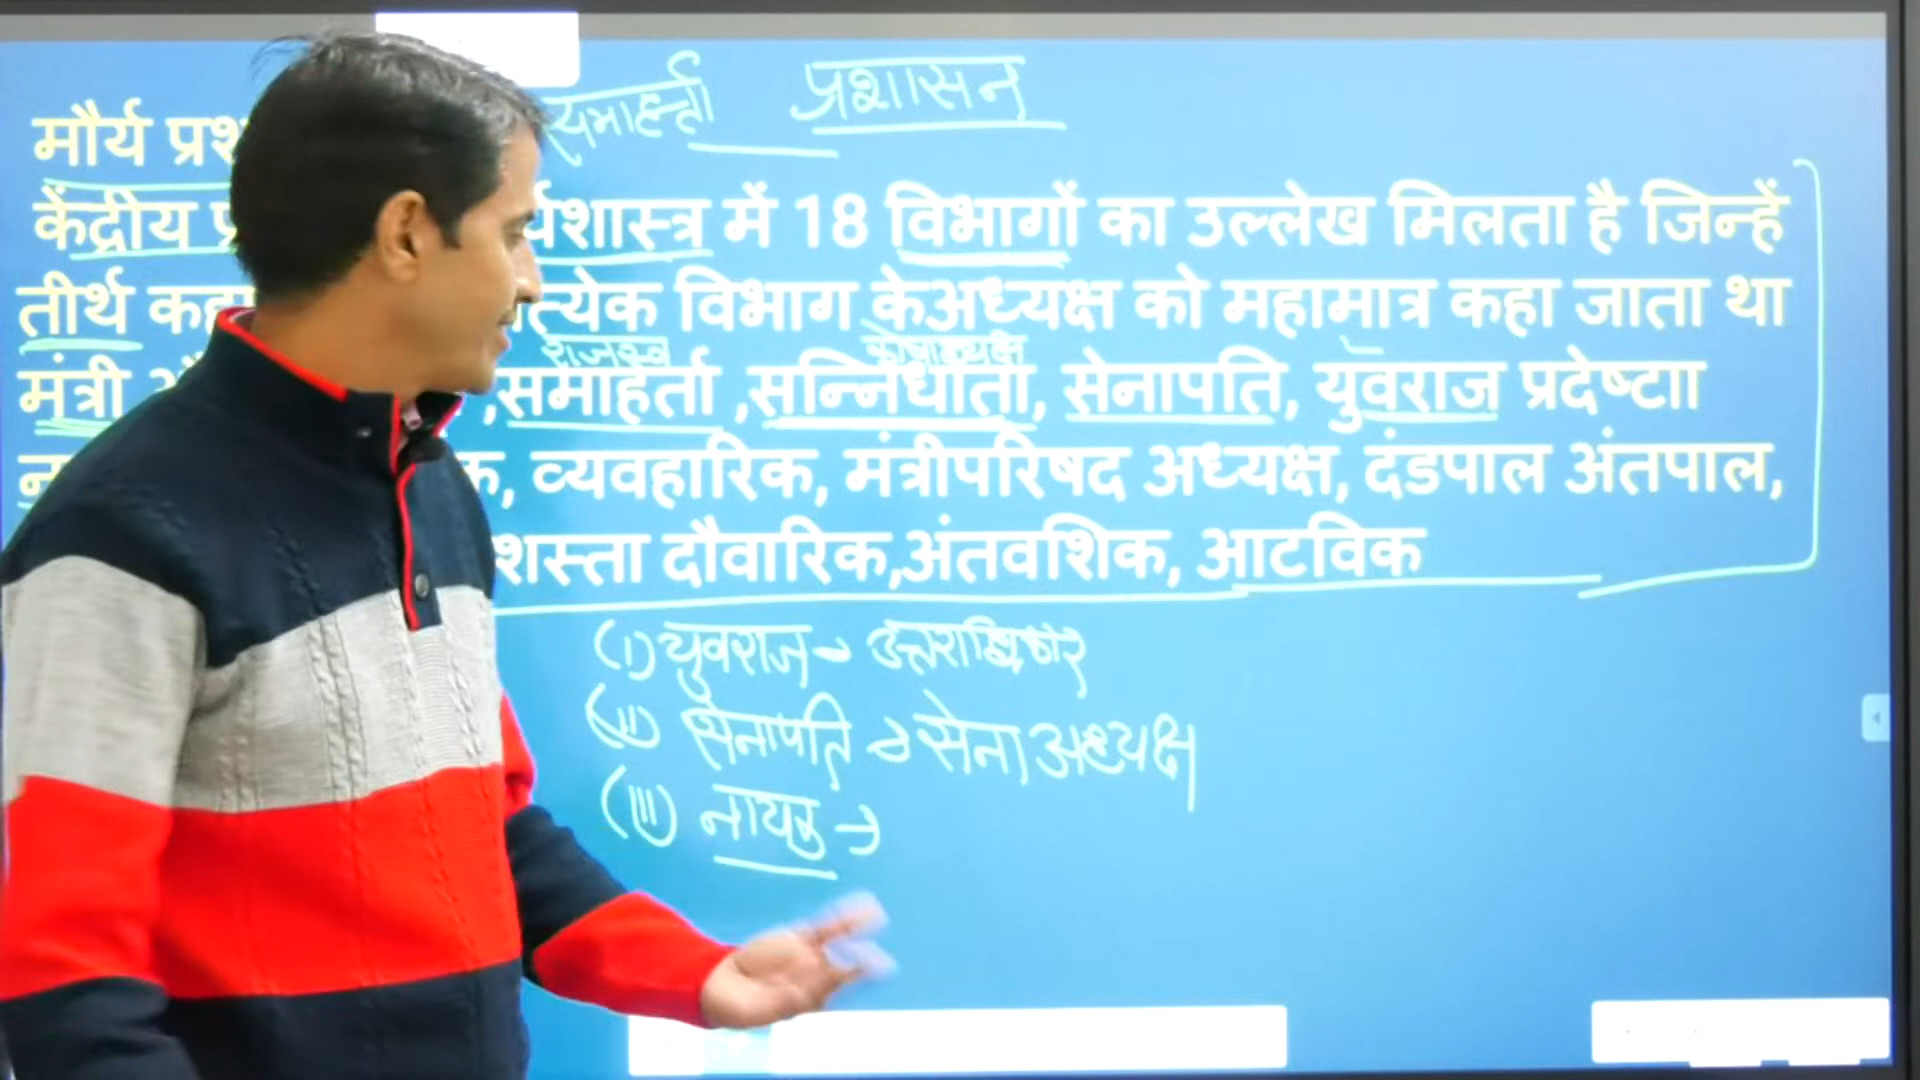 समाहर्ता प्रशासन
मौर्य प्रश
केंद्रीय प्र र्थशास्त्र में 18 विभागों का उल्लेख मिलता है जिन्हें
तीर्थ कहा त्येक विभाग केअध्यक्ष को महामात्र कहा जाता था
राजस्व कोषाध्यक्ष
मंत्री ,समाहर्ता ,सन्निधाता, सेनापति, युवराज प्रदेष्टाा
क, व्यवहारिक, मंत्रीपरिषद अध्यक्ष, दंडपाल अंतपाल,
शस्ता दौवारिक,अंतवशिक, आटविक
(i) युवराज → उत्तराधिकार
(ii) सेनापति → सेना अध्यक्ष
(iii) नायक →